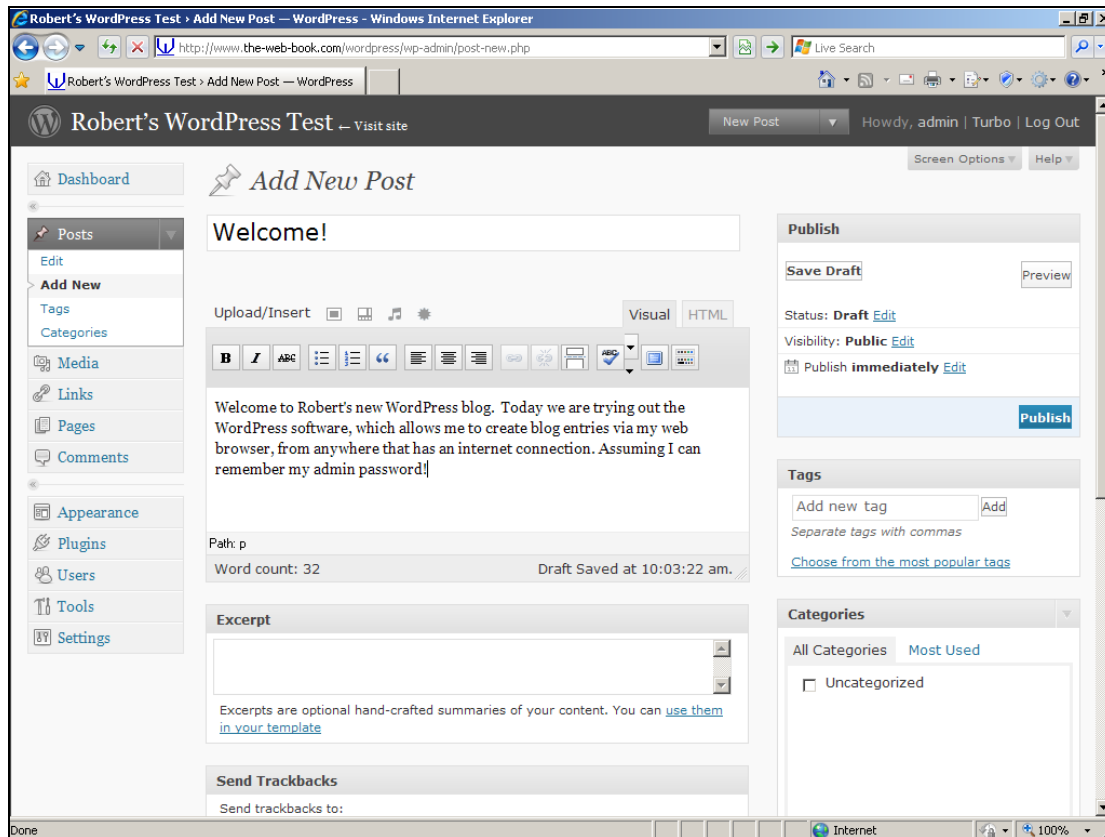 Robert's WordPress Test › Add New Post — WordPress - Windows Internet Explorer
http://www.the-web-book.com/wordpress/wp-admin/post-new.php
Live Search
Robert's WordPress Test › Add New Post — WordPress
Robert's WordPress Test ← Visit site
New Post
Howdy, admin | Turbo | Log Out
Screen Options
Help
Dashboard
Posts
Edit
Add New
Tags
Categories
Media
Links
Pages
Comments
Appearance
Plugins
Users
Tools
Settings
Add New Post
Welcome!
Upload/Insert
Visual
HTML
B I ABC
ABC
Welcome to Robert's new WordPress blog.  Today we are trying out the
WordPress software, which allows me to create blog entries via my web
browser, from anywhere that has an internet connection. Assuming I can
remember my admin password!
Path: p
Word count: 32
Draft Saved at 10:03:22 am.
Excerpt
Excerpts are optional hand-crafted summaries of your content. You can use them
in your template
Send Trackbacks
Send trackbacks to:
Publish
Save Draft
Preview
Status: Draft Edit
Visibility: Public Edit
Publish immediately Edit
Publish
Tags
Add new tag
Add
Separate tags with commas
Choose from the most popular tags
Categories
All Categories
Most Used
Uncategorized
Done
Internet
100%